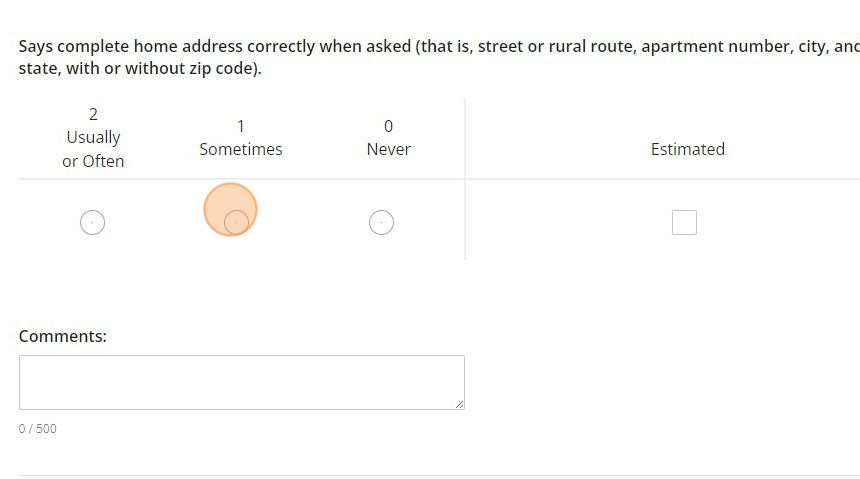 Says complete home address correctly when asked (that is, street or rural route, apartment number, city, and
state, with or without zip code).
2
Usually
or Often
1
Sometimes
0
Never
Estimated
Comments:
0 / 500